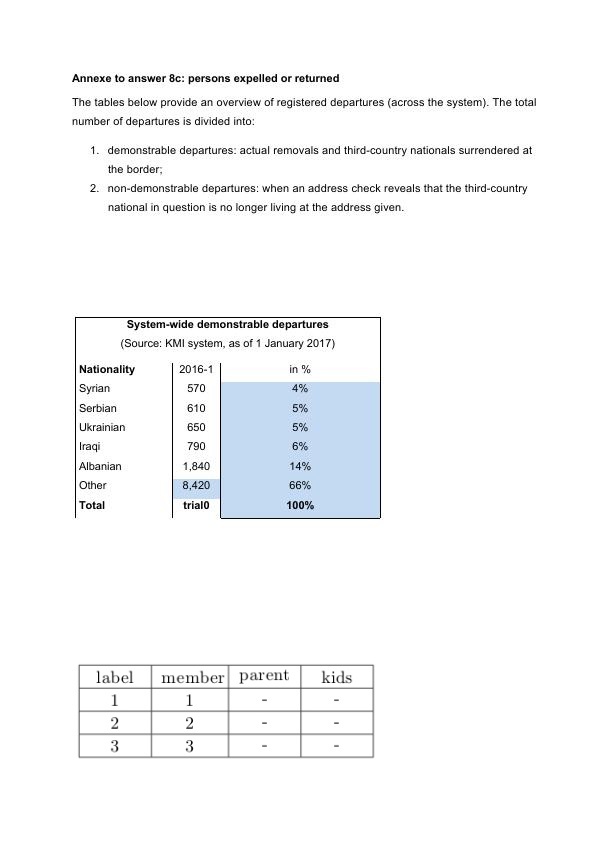 Annexe to answer 8c: persons expelled or returned
The tables below provide an overview of registered departures (across the system). The total
number of departures is divided into:
1. demonstrable departures: actual removals and third-country nationals surrendered at
the border;
2. non-demonstrable departures: when an address check reveals that the third-country
national in question is no longer living at the address given.
System-wide demonstrable departures
(Source: KMI system, as of 1 January 2017)
Nationality 2016-1 in %
Syrian 570 4%
Serbian 610 5%
Ukrainian 650 5%
Iraqi 790 6%
Albanian 1,840 14%
Other 8,420 66%
Total trial0 100%
label member parent kids
1 1 - -
2 2 - -
3 3 - -